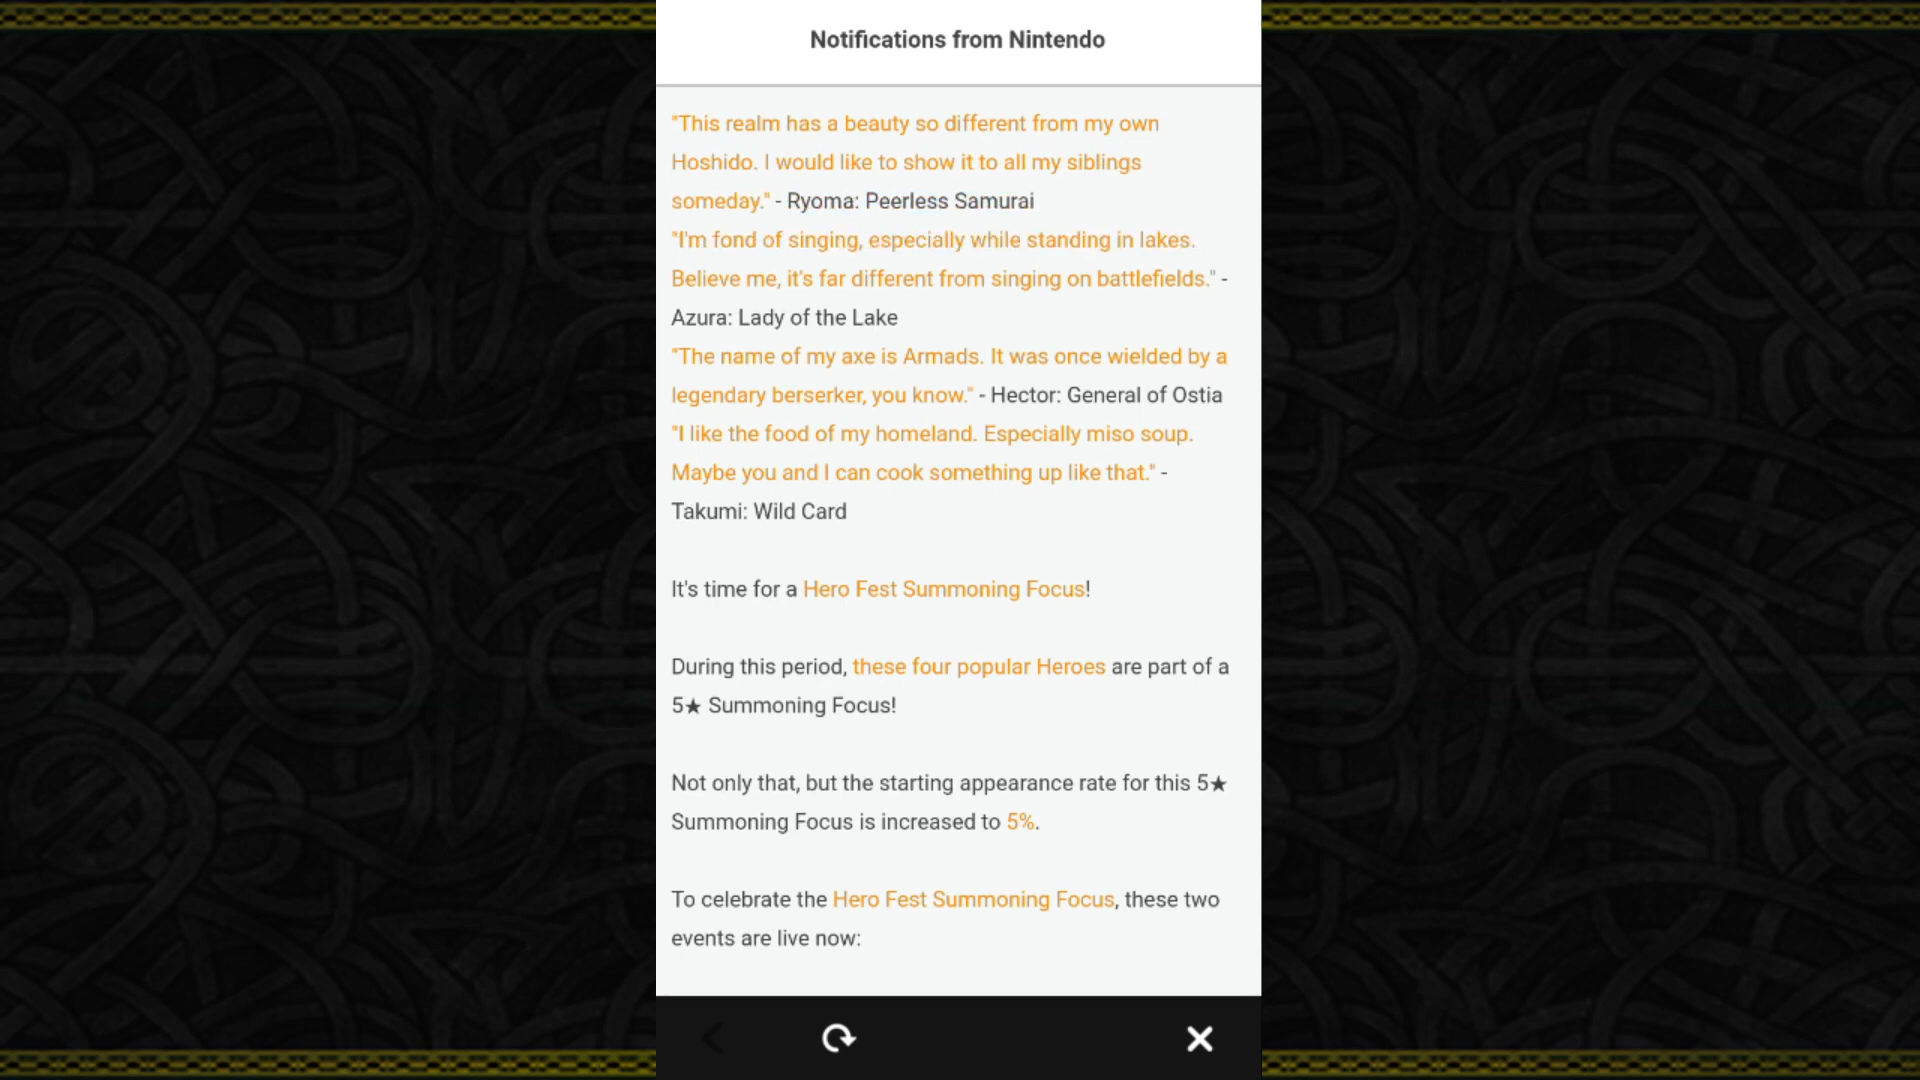 Notifications from Nintendo
"This realm has a beauty so different from my own
Hoshido. I would like to show it to all my siblings
someday." - Ryoma: Peerless Samurai
"I'm fond of singing, especially while standing in lakes.
Believe me, it's far different from singing on battlefields." -
Azura: Lady of the Lake
"The name of my axe is Armads. It was once wielded by a
legendary berserker, you know." - Hector: General of Ostia
"I like the food of my homeland. Especially miso soup.
Maybe you and I can cook something up like that." -
Takumi: Wild Card
It's time for a Hero Fest Summoning Focus!
During this period, these four popular Heroes are part of a
5★ Summoning Focus!
Not only that, but the starting appearance rate for this 5★
Summoning Focus is increased to 5%.
To celebrate the Hero Fest Summoning Focus, these two
events are live now: